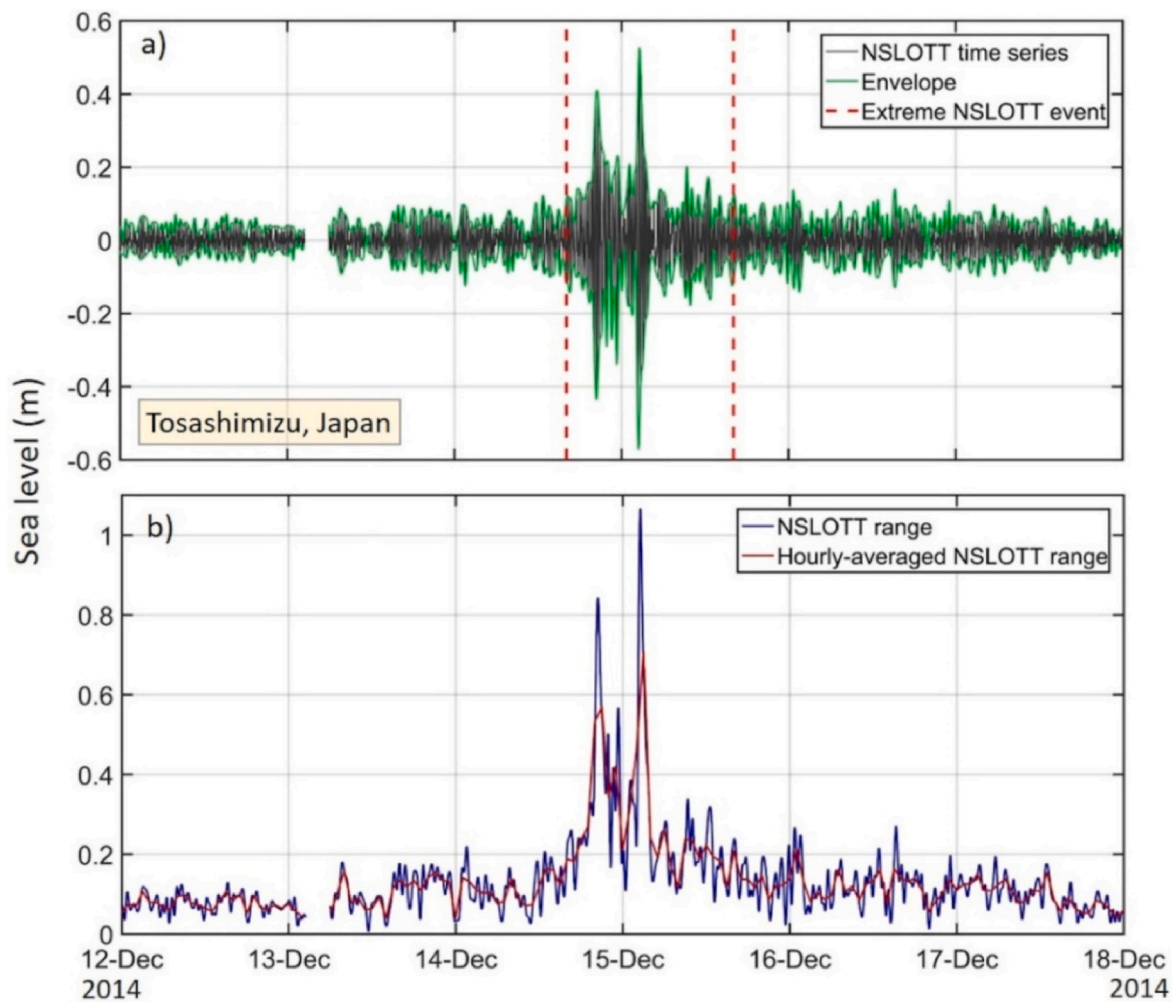 a)
NSLOTT time series
Envelope
Extreme NSLOTT event
0.6
0.4
0.2
0
-0.2
-0.4
-0.6
Tosashimizu, Japan
Sea level (m)
b)
NSLOTT range
Hourly-averaged NSLOTT range
1
0.8
0.6
0.4
0.2
0
12-Dec 13-Dec 14-Dec 15-Dec 16-Dec 17-Dec 18-Dec
2014 2014